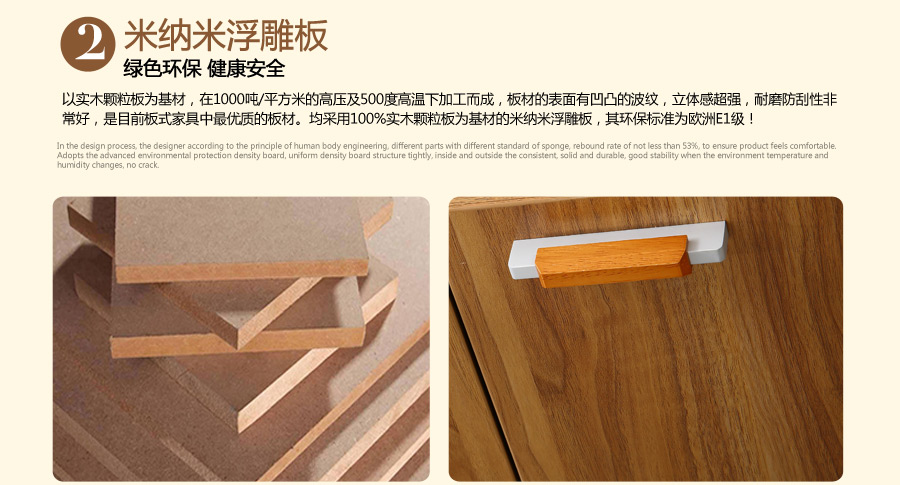 2 米纳米浮雕板
绿色环保 健康安全
以实木颗粒板为基材，在1000吨/平方米的高压及500度高温下加工而成，板材的表面有凹凸的波纹，立体感超强，耐磨防刮性非
常好，是目前板式家具中最优质的板材。均采用100%实木颗粒板为基材的米纳米浮雕板，其环保标准为欧洲E1级！
In the design process, the designer according to the principle of human body engineering, different parts with different standard of sponge, rebound rate of not less than 53%, to ensure product feels comfortable.
Adopts the advanced environmental protection density board, uniform density board structure tightly, inside and outside the consistent, solid and durable, good stability when the environment temperature and
humidity changes, no crack.